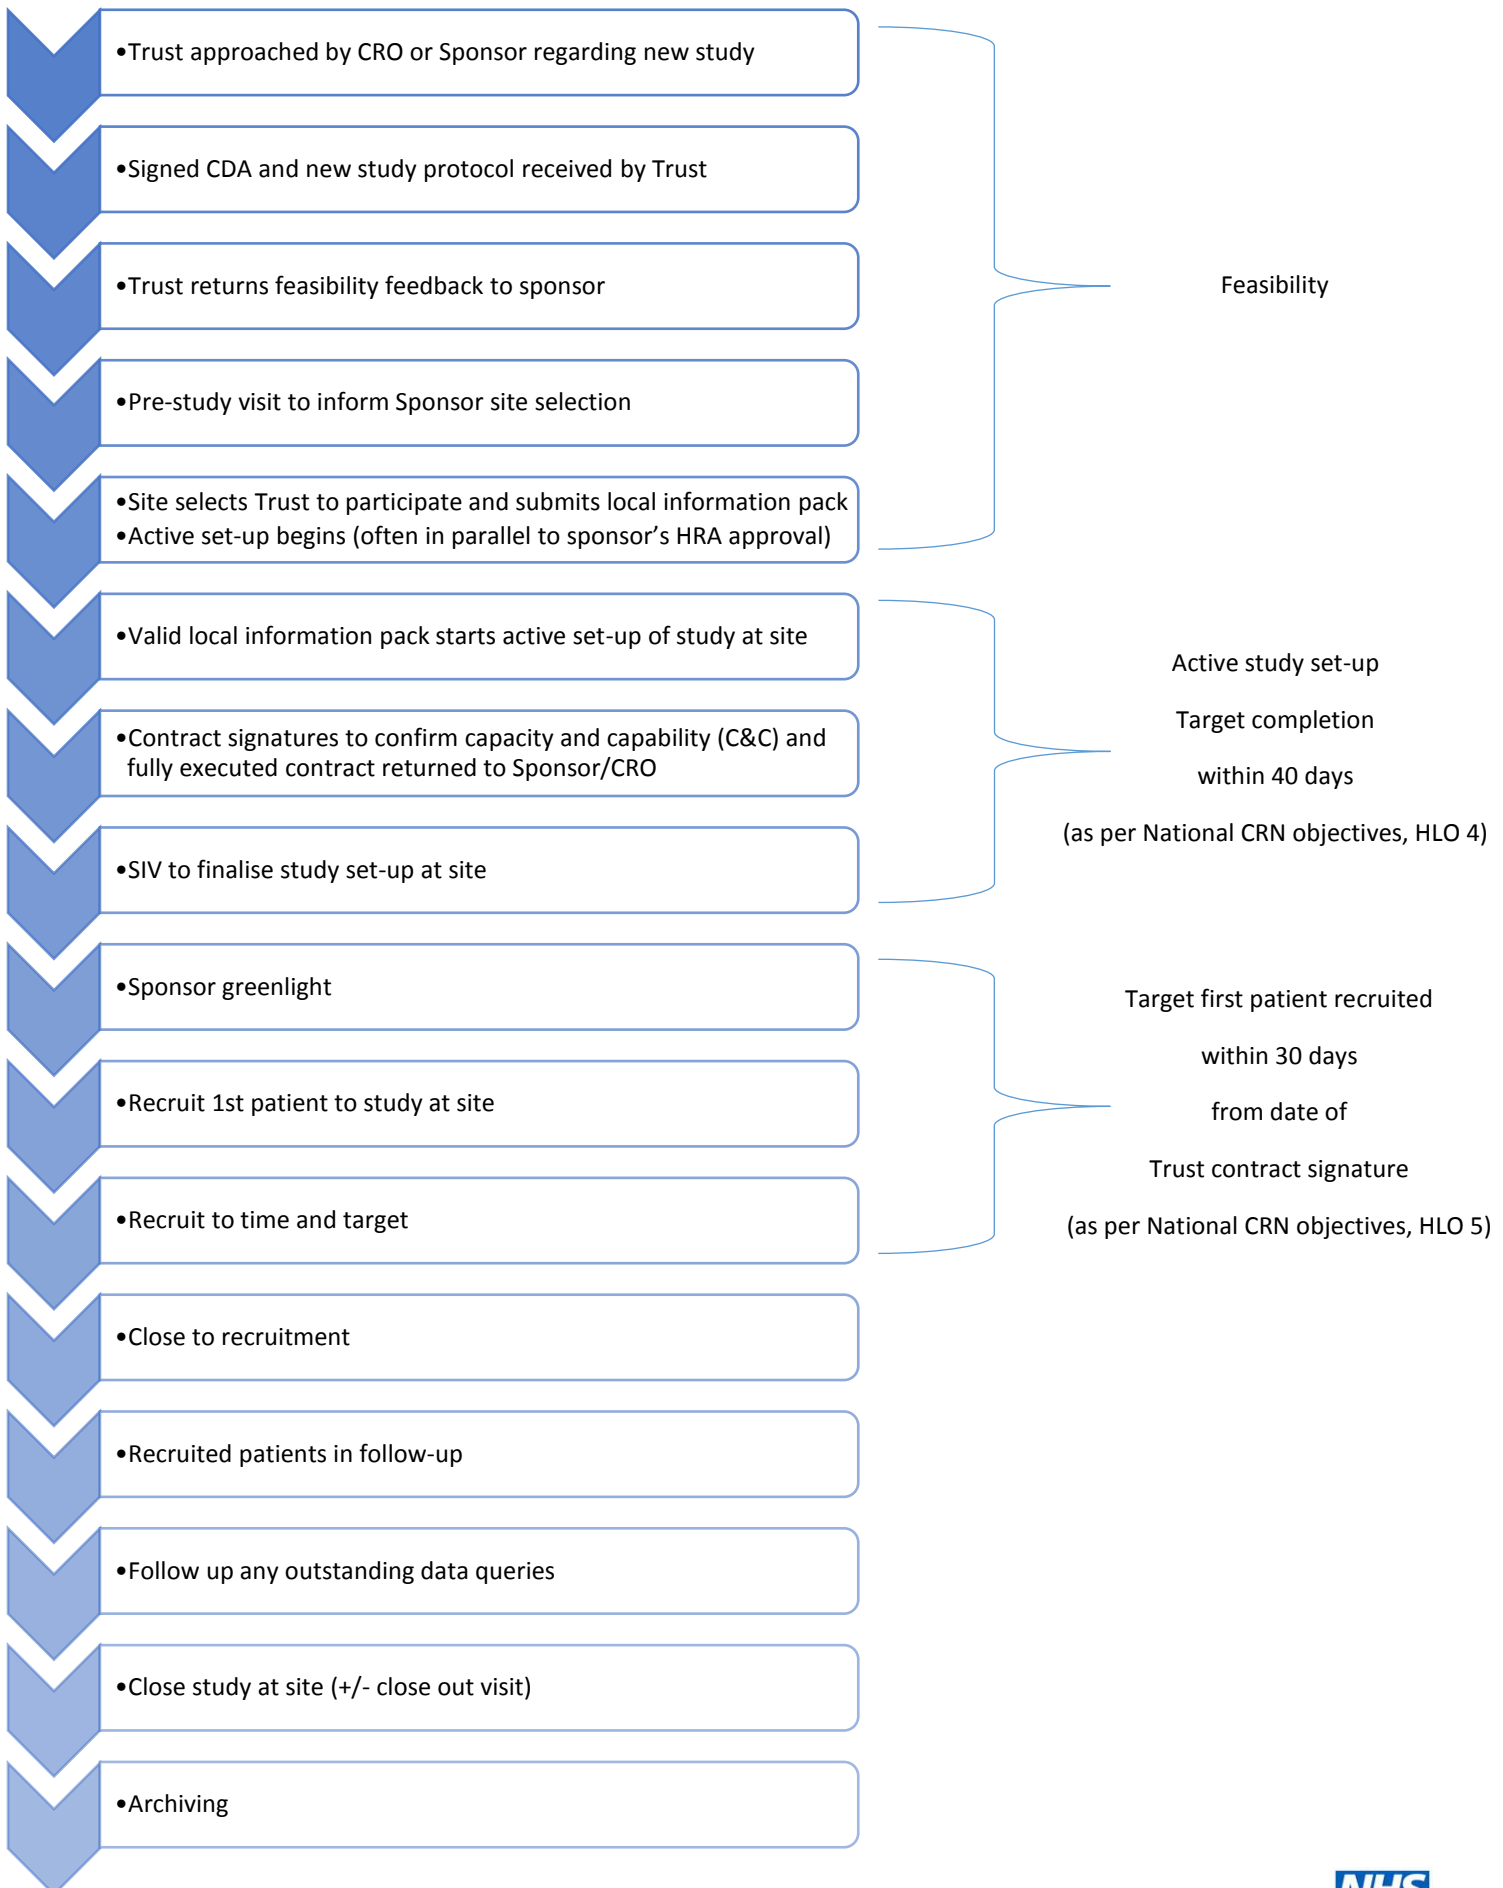 •Trust approached by CRO or Sponsor regarding new study
•Signed CDA and new study protocol received by Trust
•Trust returns feasibility feedback to sponsor
•Pre-study visit to inform Sponsor site selection
•Site selects Trust to participate and submits local information pack
•Active set-up begins (often in parallel to sponsor’s HRA approval)
Feasibility
•Valid local information pack starts active set-up of study at site
•Contract signatures to confirm capacity and capability (C&C) and
fully executed contract returned to Sponsor/CRO
•SIV to finalise study set-up at site
Active study set-up
Target completion
within 40 days
(as per National CRN objectives, HLO 4)
•Sponsor greenlight
•Recruit 1st patient to study at site
•Recruit to time and target
Target first patient recruited
within 30 days
from date of
Trust contract signature
(as per National CRN objectives, HLO 5)
•Close to recruitment
•Recruited patients in follow-up
•Follow up any outstanding data queries
•Close study at site (+/- close out visit)
•Archiving
NHS